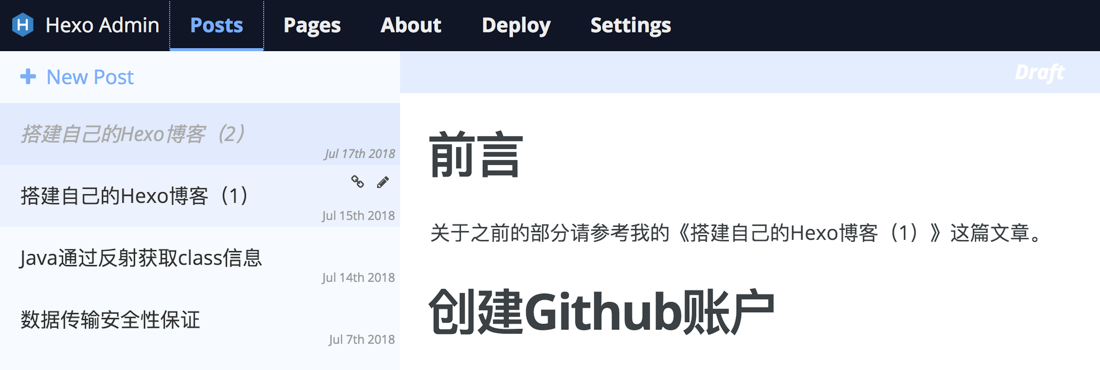 Hexo Admin Posts Pages About Deploy Settings
New Post
搭建自己的Hexo博客（2）
Jul 17th 2018
搭建自己的Hexo博客（1）
Jul 15th 2018
Java通过反射获取class信息
Jul 14th 2018
数据传输安全性保证
Jul 7th 2018
Draft
前言
关于之前的部分请参考我的《搭建自己的Hexo博客（1）》这篇文章。
创建Github账户